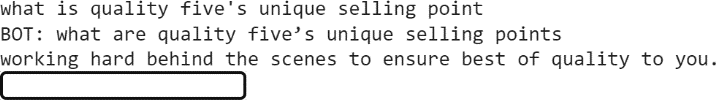 what is quality five's unique selling point
BOT: what are quality five’s unique selling points
working hard behind the scenes to ensure best of quality to you.